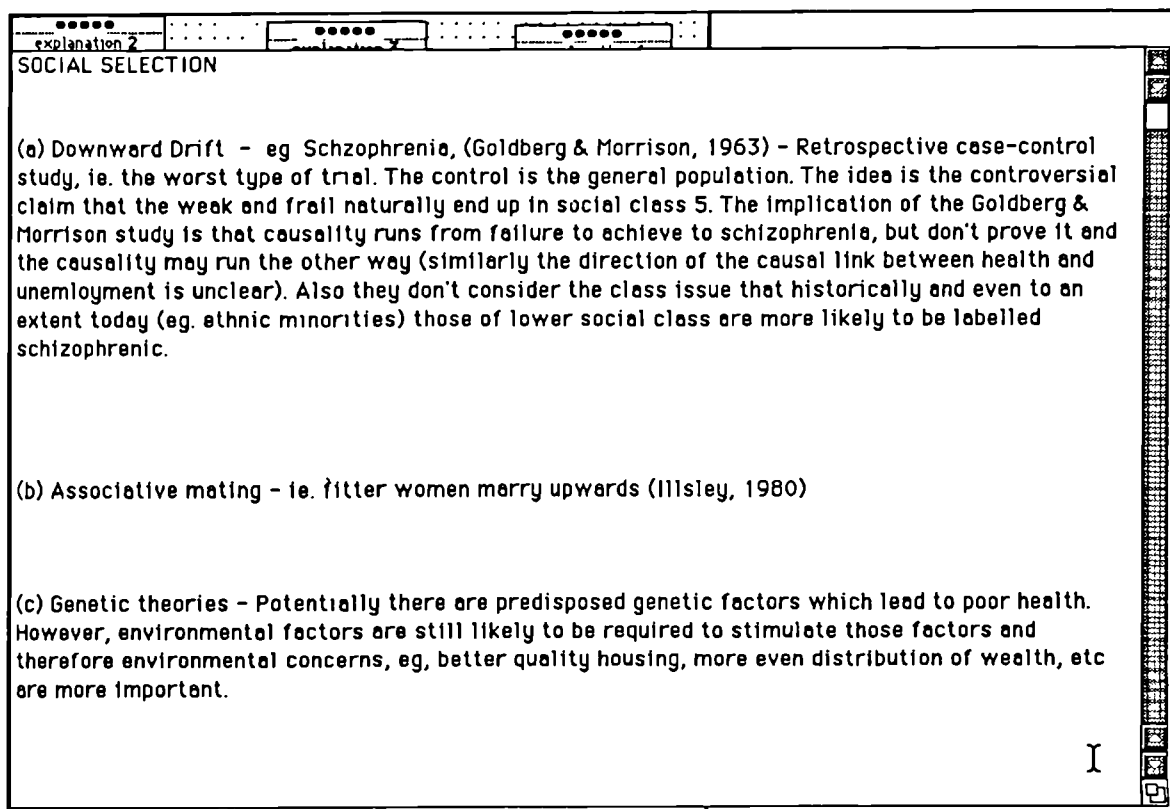 explanation 2
SOCIAL SELECTION
(a) Downward Drift - eg Schzophrenia, (Goldberg & Morrison, 1963) - Retrospective case-control
study, ie. the worst type of trial. The control is the general population. The idea is the controversial
claim that the weak and frail naturally end up in social class 5. The implication of the Goldberg &
Morrison study is that causality runs from failure to achieve to schizophrenia, but don't prove it and
the causality may run the other way (similarly the direction of the causal link between health and
unemloyment is unclear). Also they don't consider the class issue that historically and even to an
extent today (eg. ethnic minorities) those of lower social class are more likely to be labelled
schizophrenic.
(b) Associative mating - ie. fitter women marry upwards (Illsley, 1980)
(c) Genetic theories - Potentially there are predisposed genetic factors which lead to poor health.
However, environmental factors are still likely to be required to stimulate those factors and
therefore environmental concerns, eg, better quality housing, more even distribution of wealth, etc
are more important.